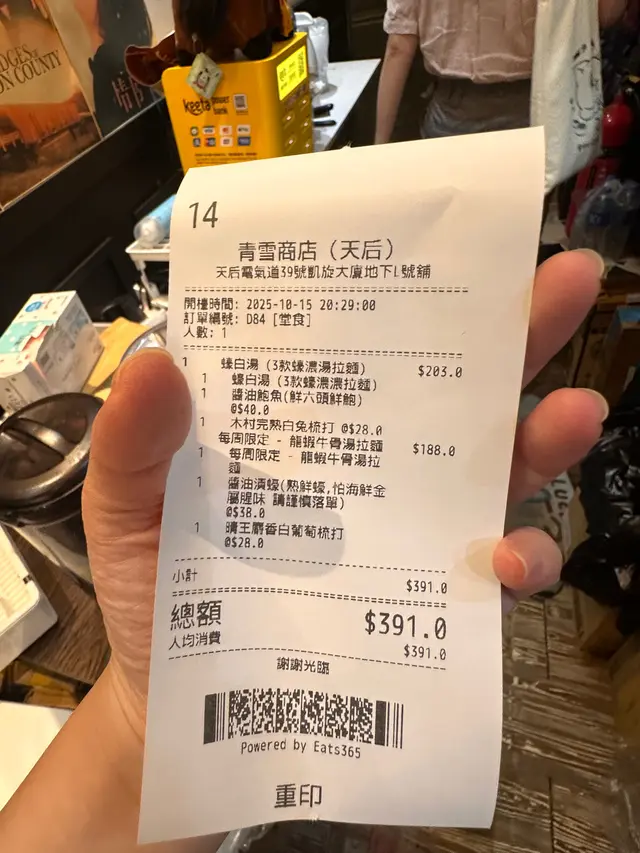 DGES OF
ON COUNTY
情
keeta power bank
14
青雪商店（天后）
天后電氣道39號凱旋大廈地下L號舖
開檯時間: 2025-10-15 20:29:00
訂單編號: D84 [堂食]
人數: 1
1 蠔白湯 (3款蠔濃湯拉麵) $203.0
1 蠔白湯 (3款蠔濃濃拉麵)
1 醬油鮑魚(鮮六頭鮮鮑)
@$40.0
1 木村完熟白兔梳打 @$28.0
每周限定 - 龍蝦牛骨湯拉麵 $188.0
1 每周限定 - 龍蝦牛骨湯拉
麵
1 醬油漬蠔(熟鮮蠔,怕海鮮金
屬腥味 請謹慎落單)
@$38.0
1 晴王麝香白葡萄梳打
@$28.0
小計 $391.0
總額 $391.0
人均消費 $391.0
謝謝光臨
Powered by Eats365
重印